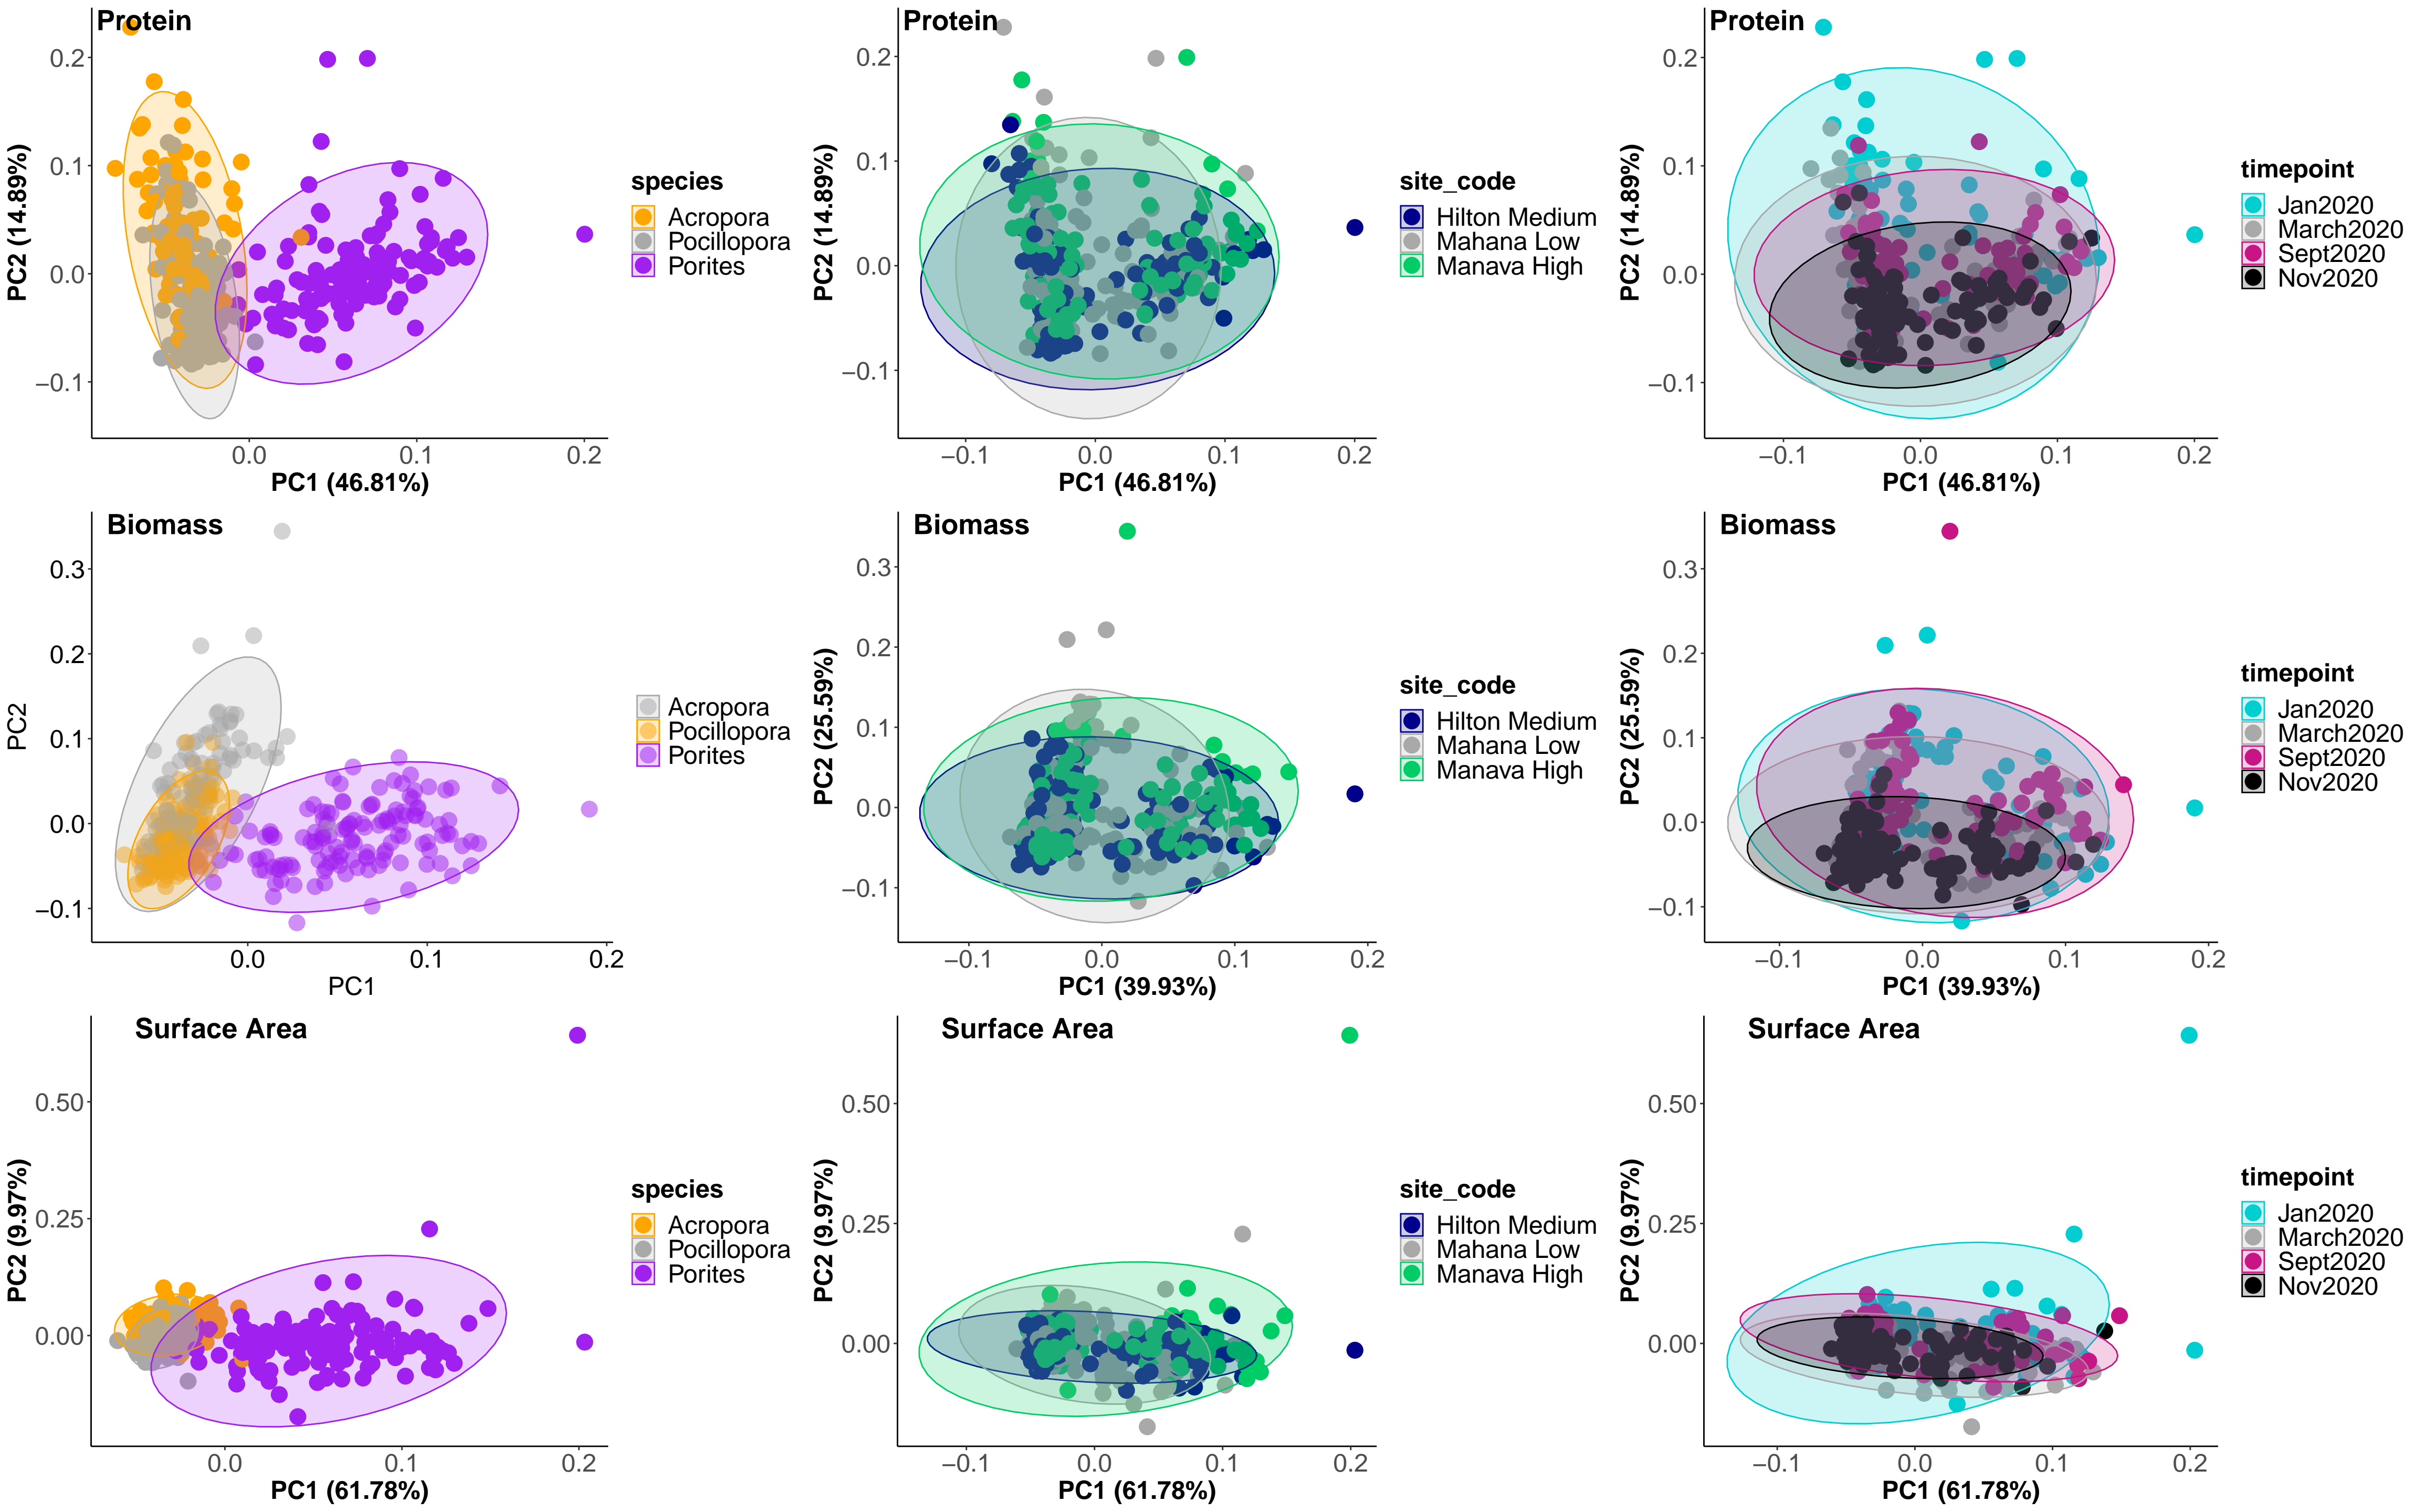 Protein
0.2
0.1
0.0
−0.1
PC2 (14.89%)
0.0
0.1
0.2
PC1 (46.81%)
species
Acropora
Pocillopora
Porites
Protein
0.2
0.1
0.0
−0.1
PC2 (14.89%)
−0.1
0.0
0.1
0.2
PC1 (46.81%)
site_code
Hilton Medium
Mahana Low
Manava High
Protein
0.2
0.1
0.0
−0.1
PC2 (14.89%)
−0.1
0.0
0.1
0.2
PC1 (46.81%)
timepoint
Jan2020
March2020
Sept2020
Nov2020
Biomass
0.3
0.2
0.1
0.0
−0.1
PC2
0.0
0.1
0.2
PC1
Acropora
Pocillopora
Porites
Biomass
0.3
0.2
0.1
0.0
−0.1
PC2 (25.59%)
−0.1
0.0
0.1
0.2
PC1 (39.93%)
site_code
Hilton Medium
Mahana Low
Manava High
Biomass
0.3
0.2
0.1
0.0
−0.1
PC2 (25.59%)
−0.1
0.0
0.1
0.2
PC1 (39.93%)
timepoint
Jan2020
March2020
Sept2020
Nov2020
Surface Area
0.50
0.25
0.00
PC2 (9.97%)
0.0
0.1
0.2
PC1 (61.78%)
species
Acropora
Pocillopora
Porites
Surface Area
0.50
0.25
0.00
PC2 (9.97%)
−0.1
0.0
0.1
0.2
PC1 (61.78%)
site_code
Hilton Medium
Mahana Low
Manava High
Surface Area
0.50
0.25
0.00
PC2 (9.97%)
−0.1
0.0
0.1
0.2
PC1 (61.78%)
timepoint
Jan2020
March2020
Sept2020
Nov2020